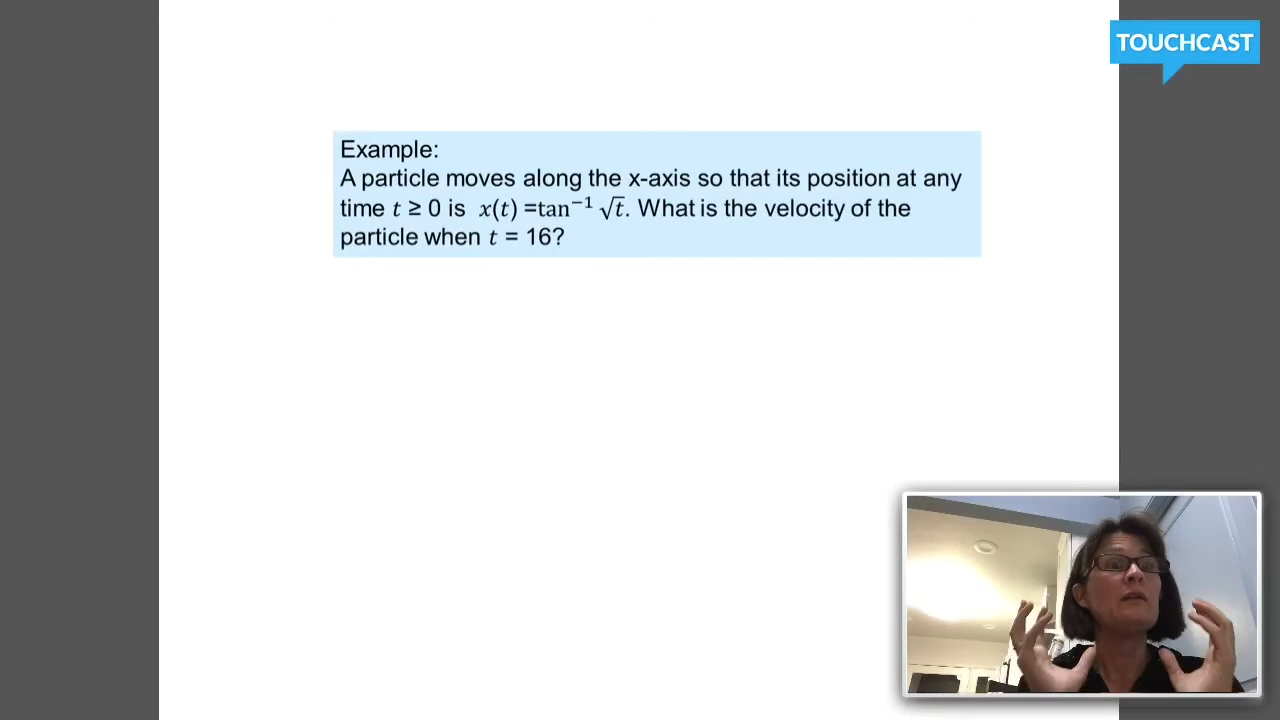 TOUCHCAST
Example:
A particle moves along the x-axis so that its position at any
time t ≥ 0 is x(t) =tan⁻¹ √t. What is the velocity of the
particle when t = 16?